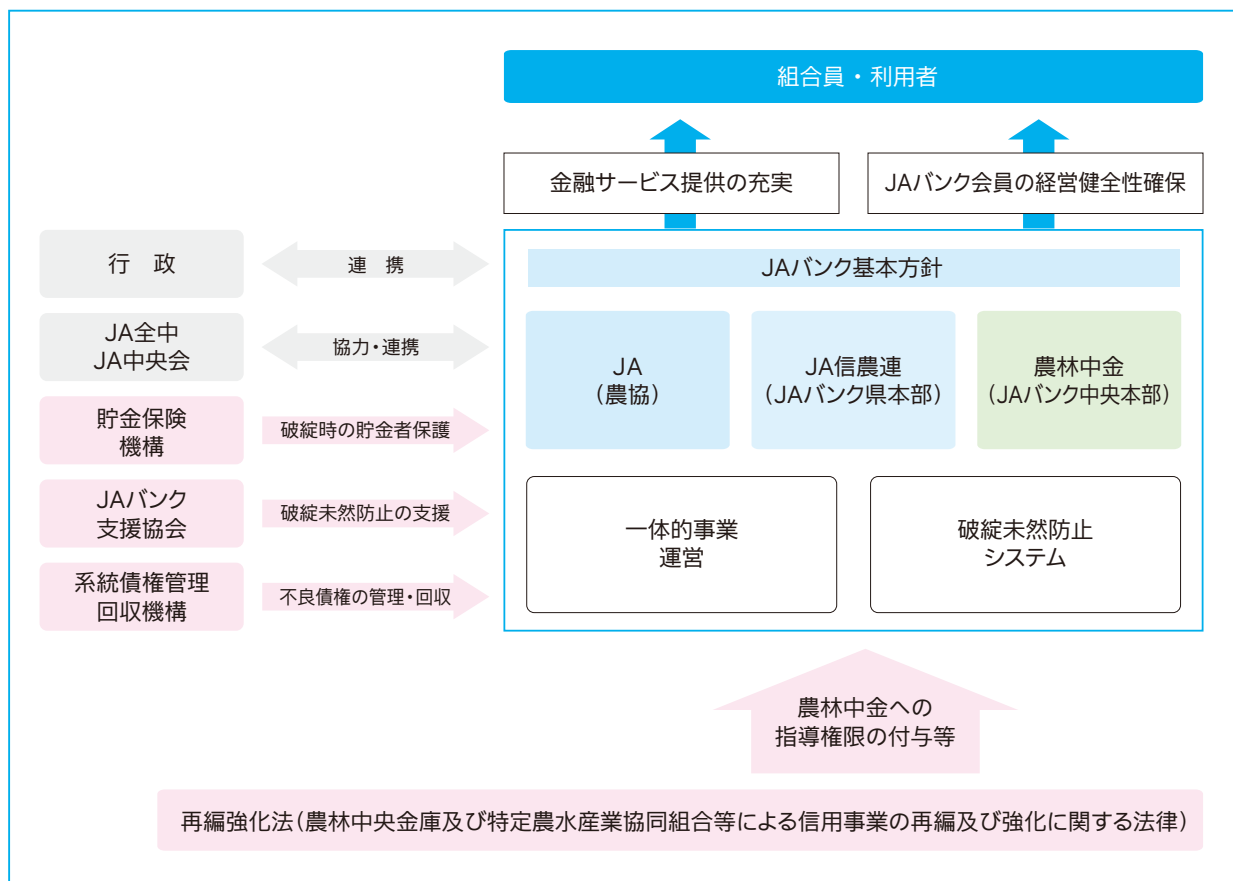 組合員・利用者
金融サービス提供の充実
JAバンク会員の経営健全性確保
行　政
連　携
JAバンク基本方針
JA全中
JA中央会
協力・連携
JA
（農協）
JA信農連
（JAバンク県本部）
農林中金
（JAバンク中央本部）
貯金保険
機構
破綻時の貯金者保護
JAバンク
支援協会
破綻未然防止の支援
一体的事業
運営
破綻未然防止
システム
系統債権管理
回収機構
不良債権の管理・回収
農林中金への
指導権限の付与等
再編強化法（農林中央金庫及び特定農水産業協同組合等による信用事業の再編及び強化に関する法律）